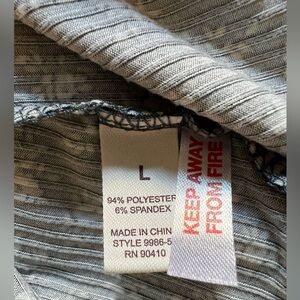 L
94% POLYESTER
6% SPANDEX
MADE IN CHIN
STYLE 9986-5
RN 90410
KEEP AWAY
FROM FIRE